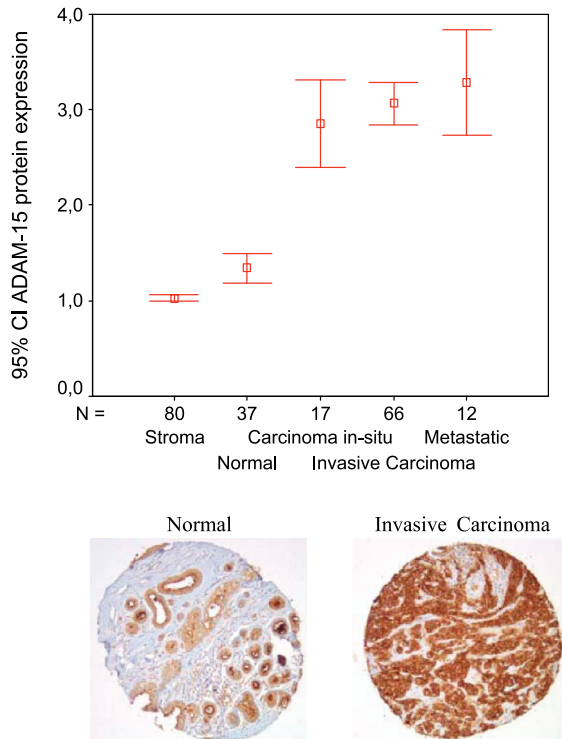 95% CI ADAM-15 protein expression
4,0
3,0
2,0
1,0
0,0
N = 80 37 17 66 12
Stroma Carcinoma in-situ Metastatic
Normal Invasive Carcinoma
Normal Invasive Carcinoma